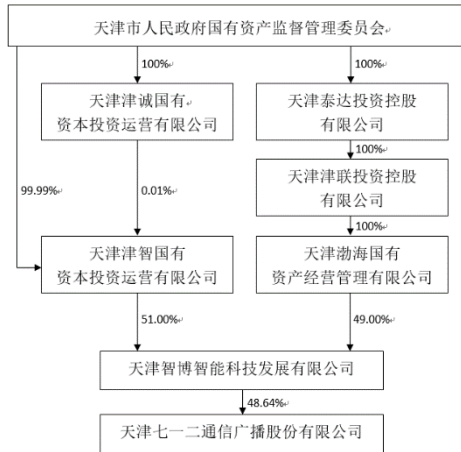 天津市人民政府国有资产监督管理委员会
100%
100%
天津津诚国有
资本投资运营有限公司
天津泰达投资控股
有限公司
100%
99.99%
0.01%
天津津联投资控股
有限公司
100%
天津津智国有
资本投资运营有限公司
天津渤海国有
资产经营管理有限公司
51.00%
49.00%
天津智博智能科技发展有限公司
48.64%
天津七一二通信广播股份有限公司